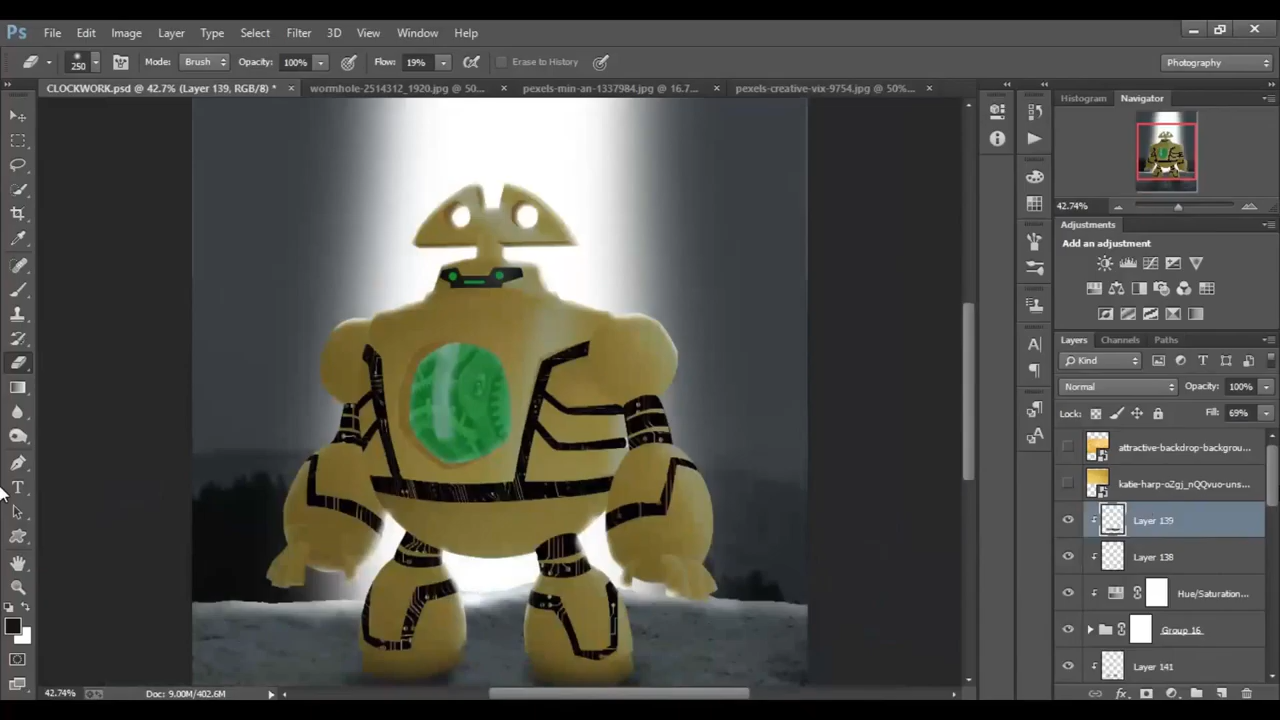 Ps File Edit Image Layer Type Select Filter 3D View Window Help
250 Mode: Brush Opacity: 100% Flow: 19% Erase to History Photography
CLOCKWORK.psd @ 42.7% (Layer 139, RGB/8) * × wormhole-2514312_1920.jpg @ 50... × pexels-min-an-1337984.jpg @ 16.7... × pexels-creative-vix-9754.jpg @ 50%... ×
Histogram Navigator
42.74%
Adjustments
Add an adjustment
Layers Channels Paths
Kind
Normal Opacity: 100%
Lock: Fill: 69%
attractive-backdrop-backgrou...
katie-harp-oZgj_nQQvuo-uns...
Layer 139
Layer 138
Hue/Saturation...
Group 16
Layer 141
42.74% Doc: 9.00M/402.6M